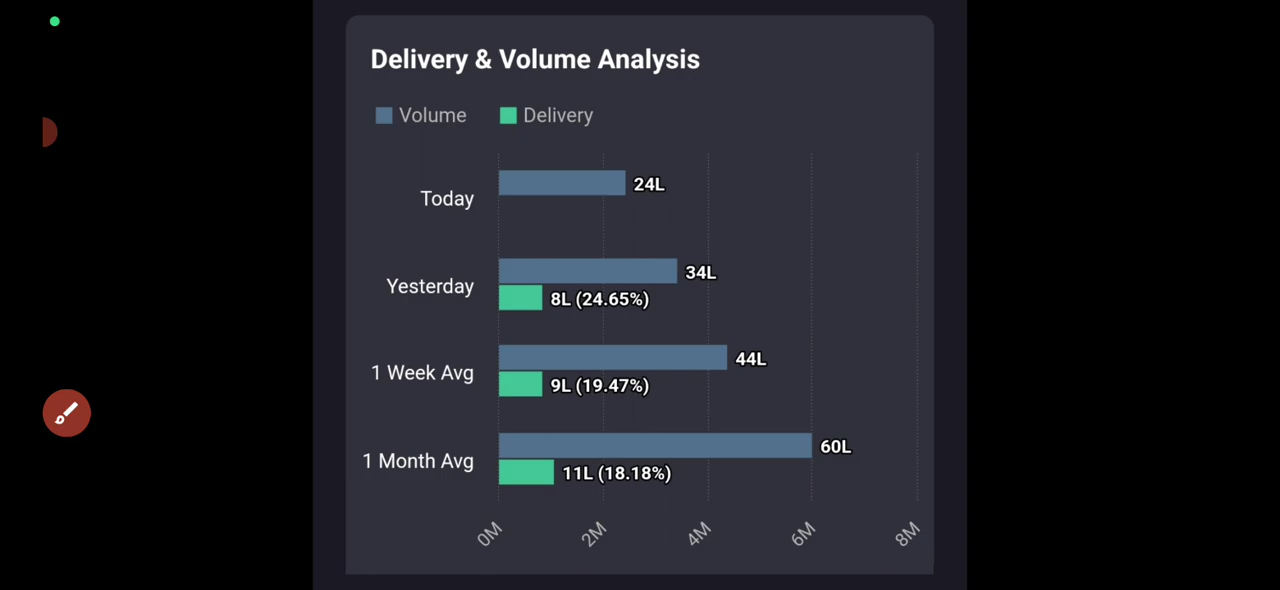 Delivery & Volume Analysis
Volume Delivery
Today 24L
Yesterday 34L
8L (24.65%)
1 Week Avg 44L
9L (19.47%)
1 Month Avg 60L
11L (18.18%)
0M 2M 4M 6M 8M